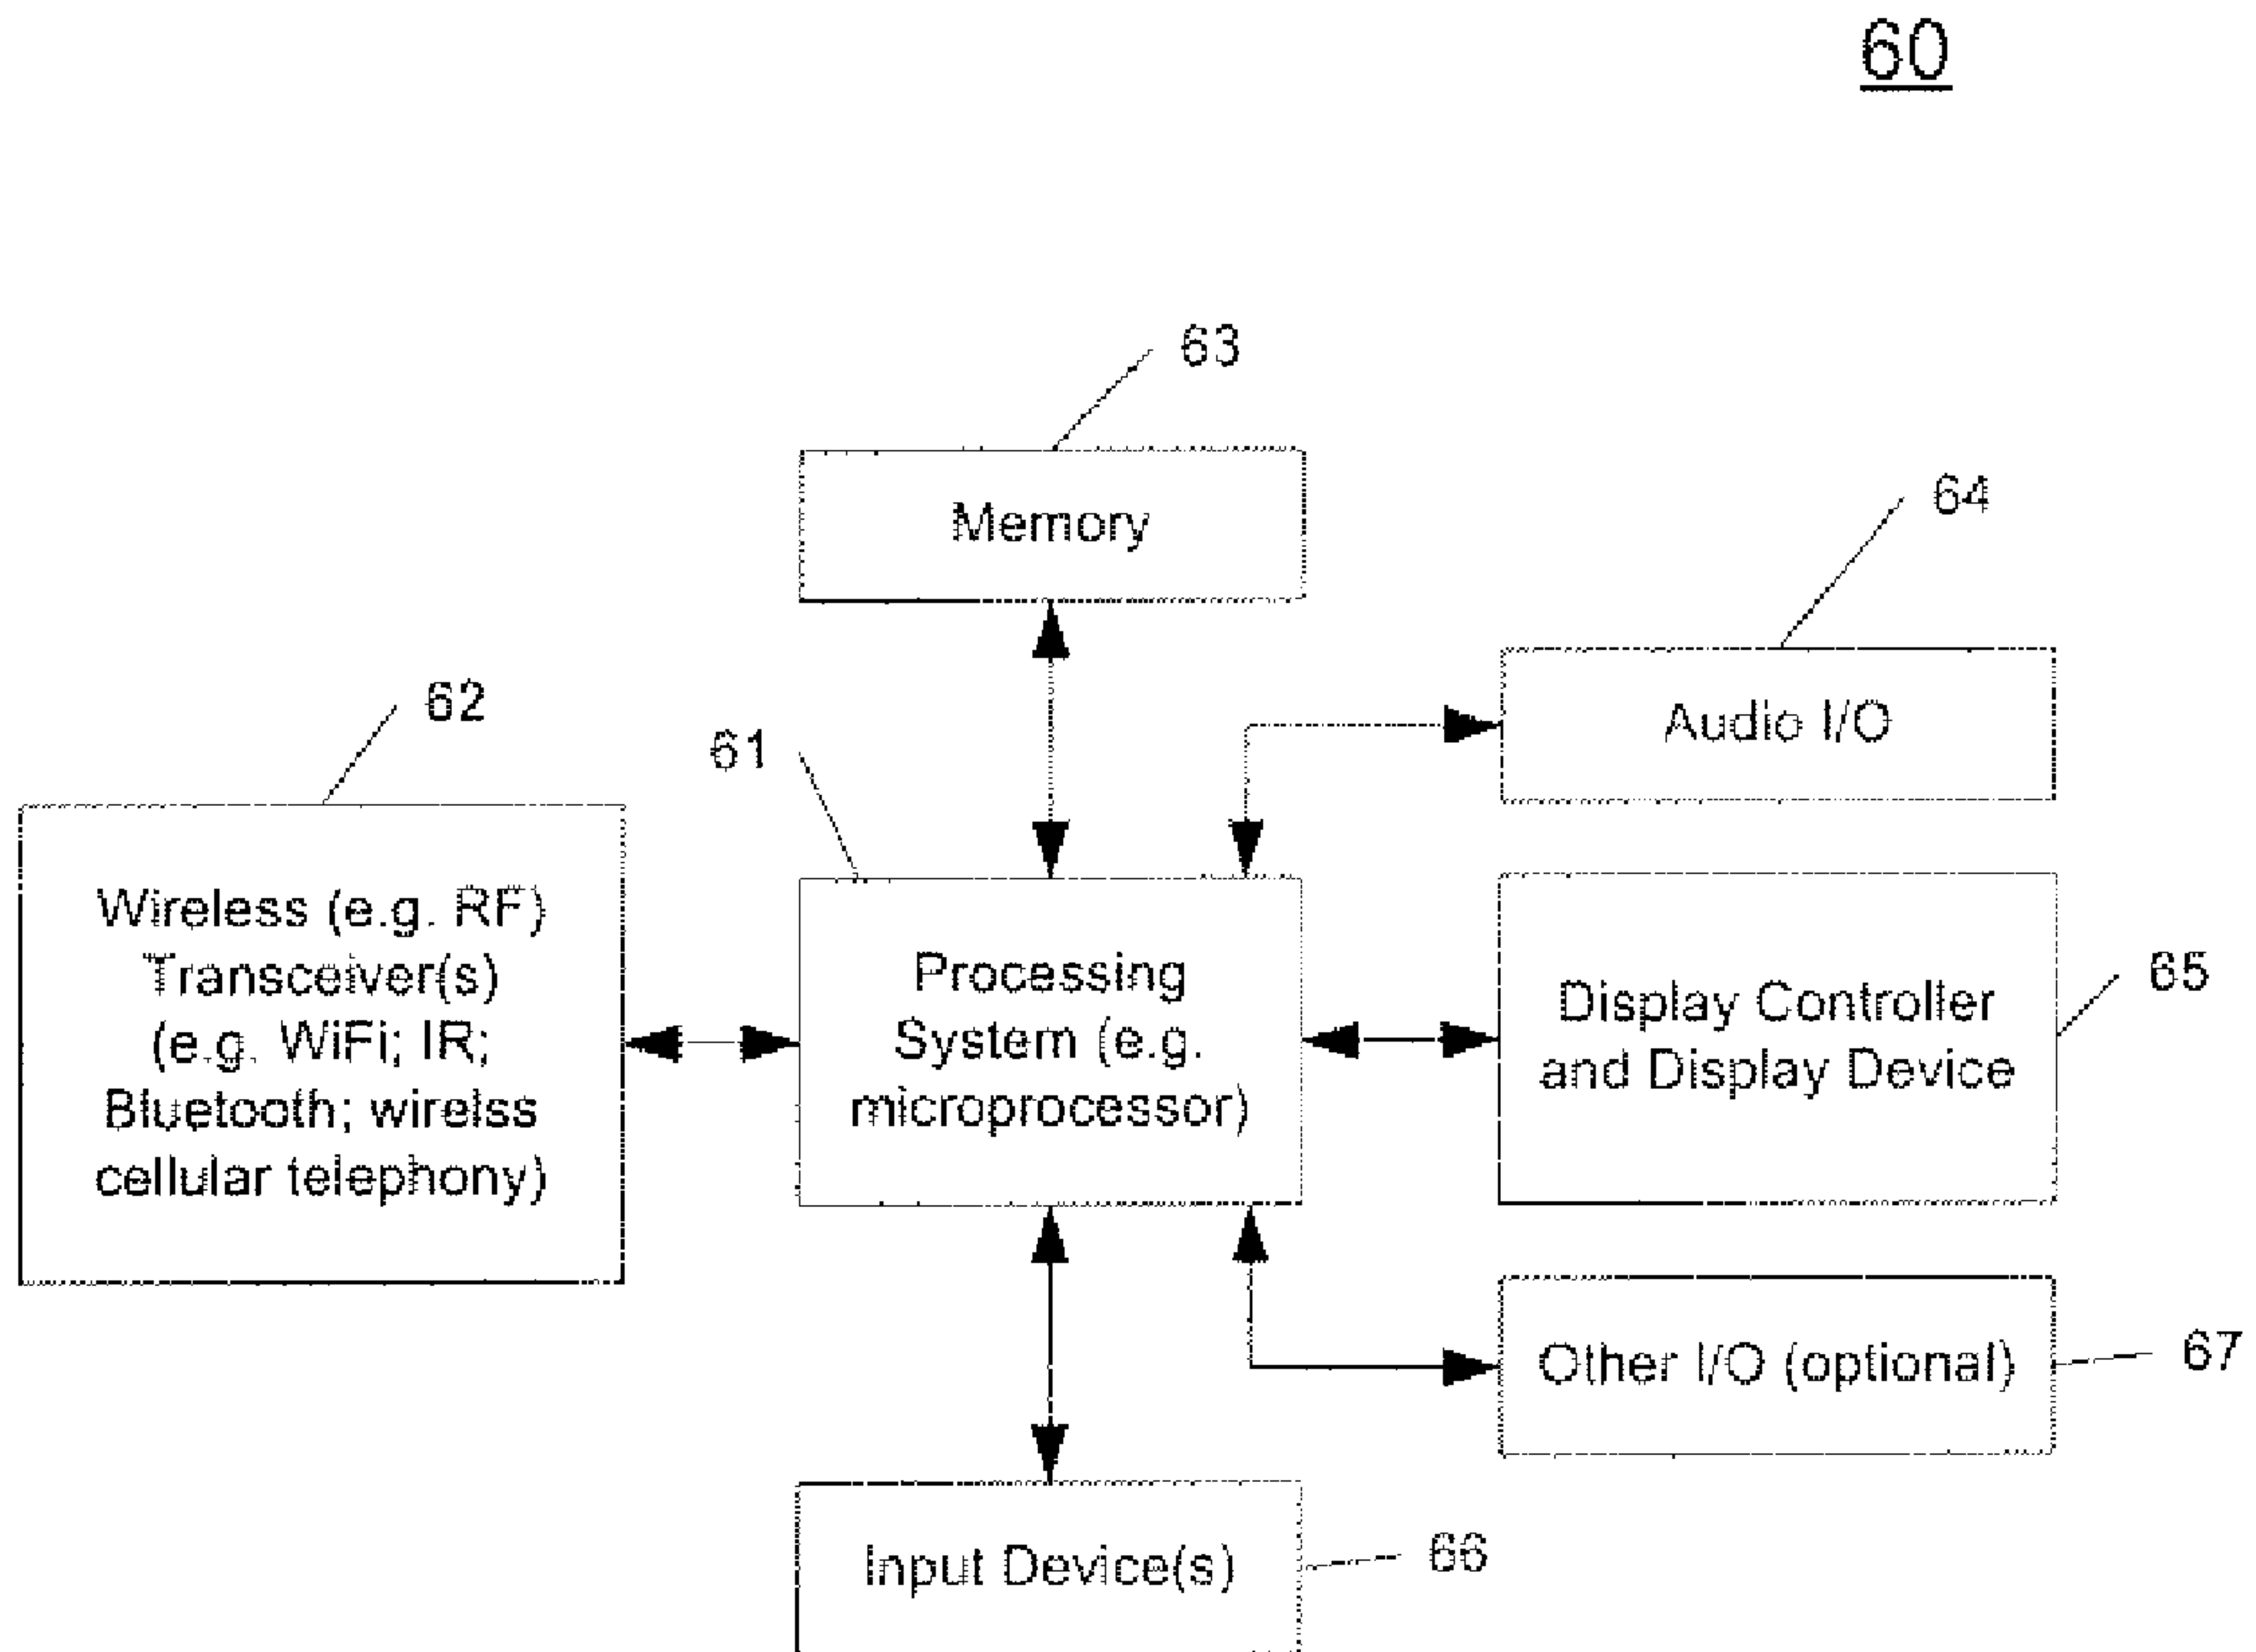 60
63
Memory
64
Audio I/O
62
61
Wireless (e.g. RF)
Transceiver(s)
(e.g. WiFi; IR;
Bluetooth; wirelss
cellular telephony)
Processing
System (e.g.
microprocessor)
Display Controller
and Display Device
65
Other I/O (optional)
67
Input Device(s)
66